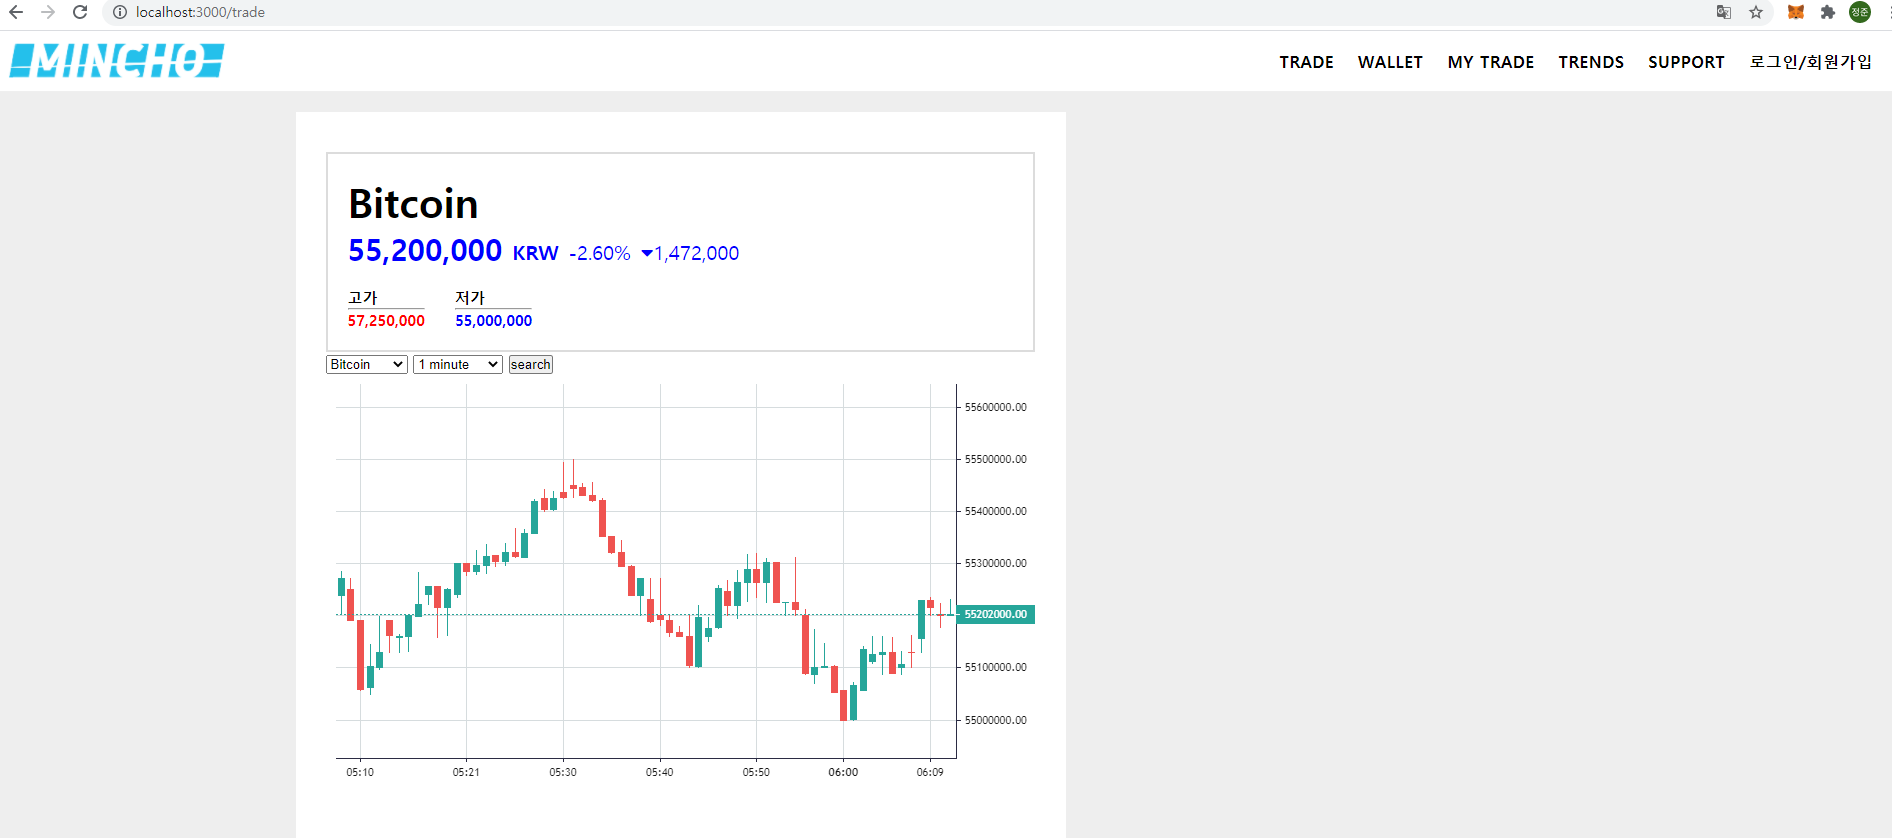 localhost:3000/trade
정준
MINCHO
TRADE WALLET MY TRADE TRENDS SUPPORT 로그인/회원가입
Bitcoin
55,200,000 KRW -2.60% 1,472,000
고가 저가
57,250,000 55,000,000
Bitcoin 1 minute search
55600000.00
55500000.00
55400000.00
55300000.00
55202000.00
55100000.00
55000000.00
05:10 05:21 05:30 05:40 05:50 06:00 06:09